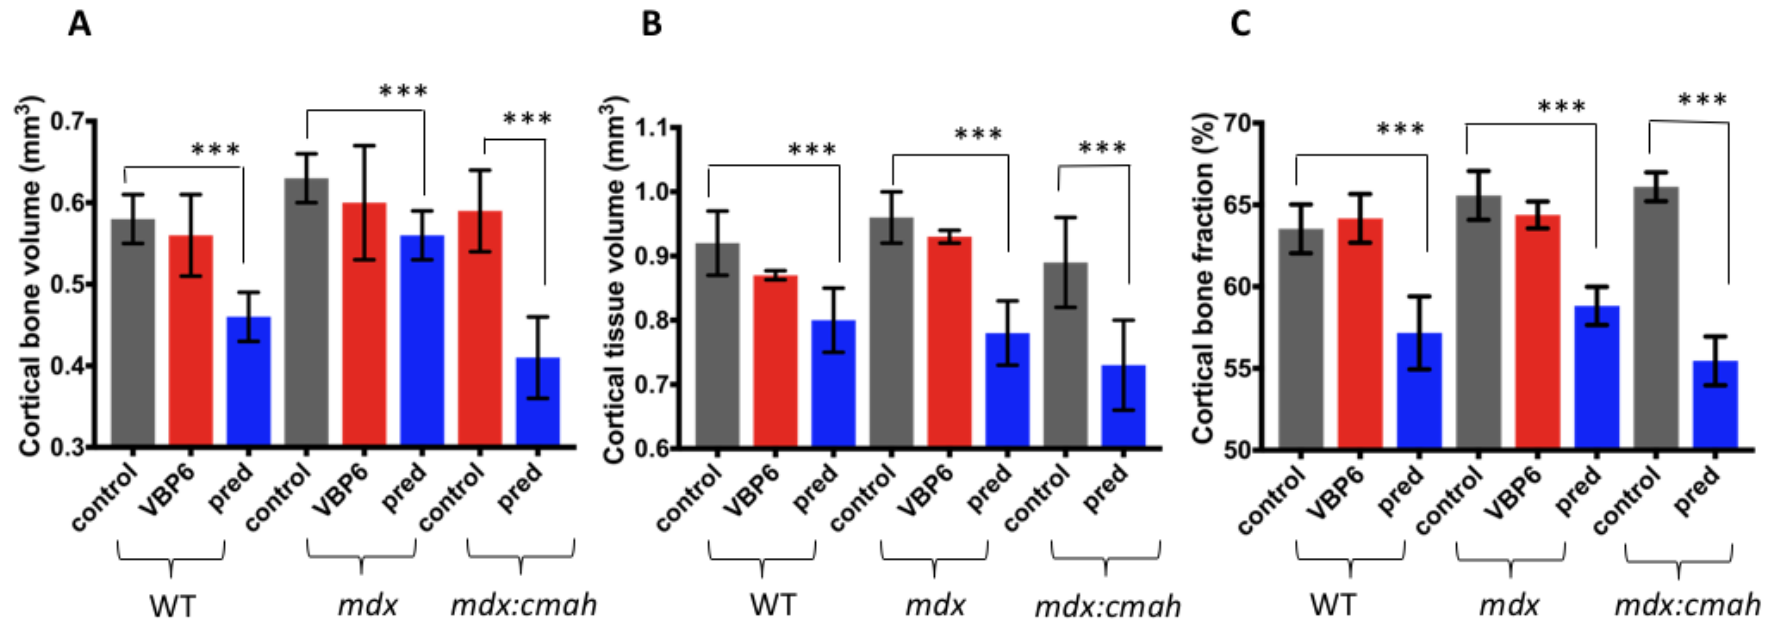 A
B
C
Cortical bone volume (mm³)
0.7
0.6
0.5
0.4
0.3
***
***
***
control
VBP6
pred
control
VBP6
pred
control
pred
WT
mdx
mdx:cmah
Cortical tissue volume (mm³)
1.1
1.0
0.9
0.8
0.7
0.6
***
***
***
control
VBP6
pred
control
VBP6
pred
control
pred
WT
mdx
mdx:cmah
Cortical bone fraction (%)
70
65
60
55
50
***
***
***
control
VBP6
pred
control
VBP6
pred
control
pred
WT
mdx
mdx:cmah